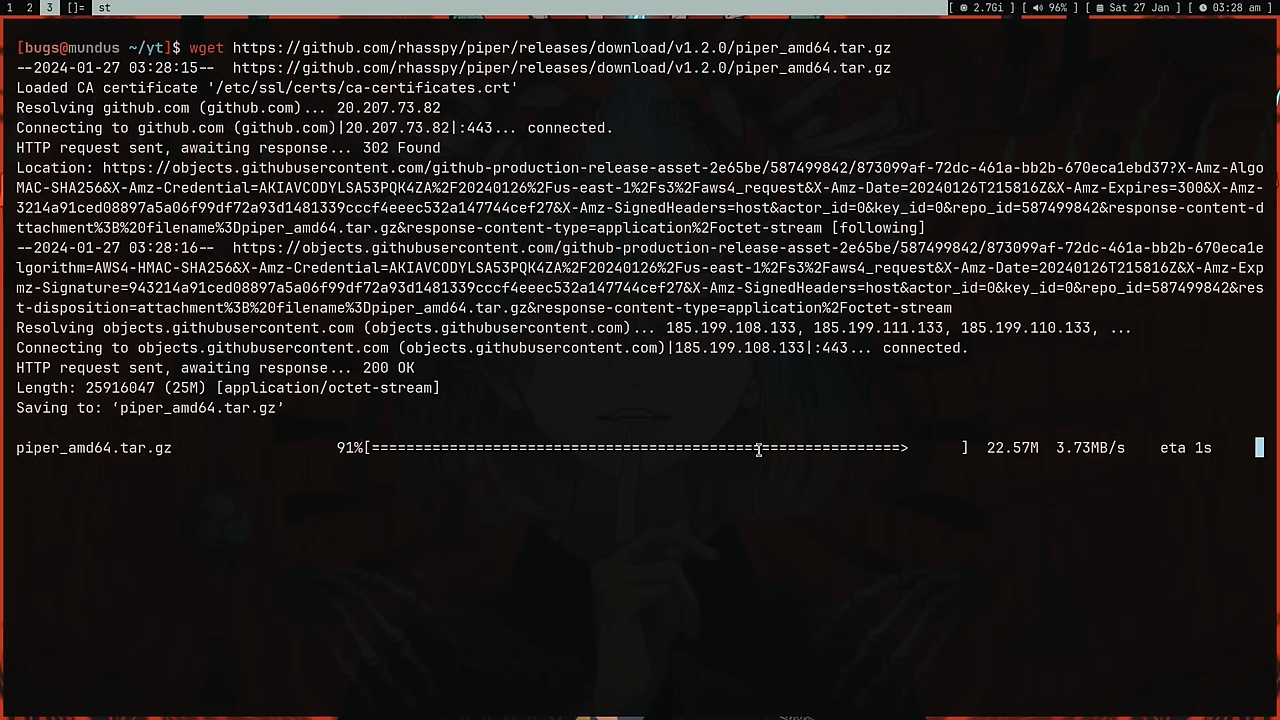 1 2 3 []= st [ 2.7Gi ] [ 96% ] [ Sat 27 Jan ] [ 03:28 am ]
[bugs@mundus ~/yt]$ wget https://github.com/rhasspy/piper/releases/download/v1.2.0/piper_amd64.tar.gz
--2024-01-27 03:28:15--  https://github.com/rhasspy/piper/releases/download/v1.2.0/piper_amd64.tar.gz
Loaded CA certificate '/etc/ssl/certs/ca-certificates.crt'
Resolving github.com (github.com)... 20.207.73.82
Connecting to github.com (github.com)|20.207.73.82|:443... connected.
HTTP request sent, awaiting response... 302 Found
Location: https://objects.githubusercontent.com/github-production-release-asset-2e65be/587499842/873099af-72dc-461a-bb2b-670eca1ebd37?X-Amz-Algo
MAC-SHA256&X-Amz-Credential=AKIAVCODYLSA53PQK4ZA%2F20240126%2Fus-east-1%2Fs3%2Faws4_request&X-Amz-Date=20240126T215816Z&X-Amz-Expires=300&X-Amz-
3214a91ced08897a5a06f99df72a93d1481339cccf4eeec532a147744cef27&X-Amz-SignedHeaders=host&actor_id=0&key_id=0&repo_id=587499842&response-content-d
ttachment%3B%20filename%3Dpiper_amd64.tar.gz&response-content-type=application%2Foctet-stream [following]
--2024-01-27 03:28:16--  https://objects.githubusercontent.com/github-production-release-asset-2e65be/587499842/873099af-72dc-461a-bb2b-670eca1e
lgorithm=AWS4-HMAC-SHA256&X-Amz-Credential=AKIAVCODYLSA53PQK4ZA%2F20240126%2Fus-east-1%2Fs3%2Faws4_request&X-Amz-Date=20240126T215816Z&X-Amz-Exp
mz-Signature=943214a91ced08897a5a06f99df72a93d1481339cccf4eeec532a147744cef27&X-Amz-SignedHeaders=host&actor_id=0&key_id=0&repo_id=587499842&res
t-disposition=attachment%3B%20filename%3Dpiper_amd64.tar.gz&response-content-type=application%2Foctet-stream
Resolving objects.githubusercontent.com (objects.githubusercontent.com)... 185.199.108.133, 185.199.111.133, 185.199.110.133, ...
Connecting to objects.githubusercontent.com (objects.githubusercontent.com)|185.199.108.133|:443... connected.
HTTP request sent, awaiting response... 200 OK
Length: 25916047 (25M) [application/octet-stream]
Saving to: ‘piper_amd64.tar.gz’
piper_amd64.tar.gz 91%[=============================================================>      ] 22.57M 3.73MB/s eta 1s